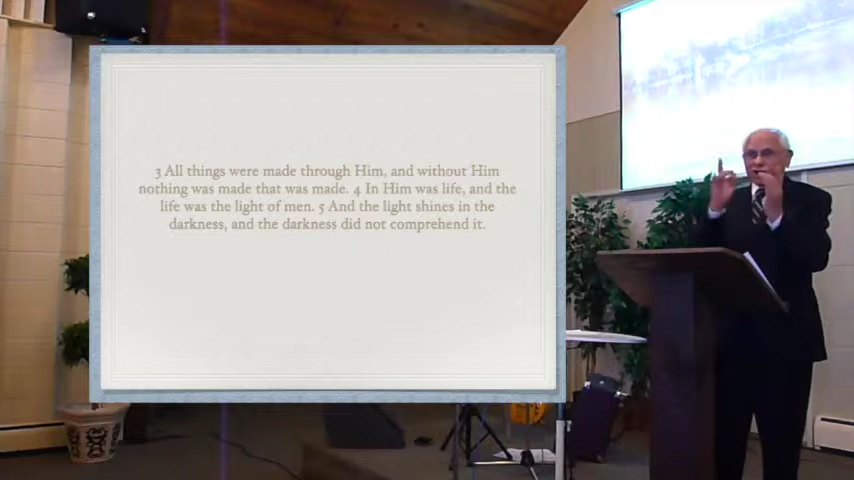 3 All things were made through Him, and without Him
nothing was made that was made. 4 In Him was life, and the
life was the light of men. 5 And the light shines in the
darkness, and the darkness did not comprehend it.